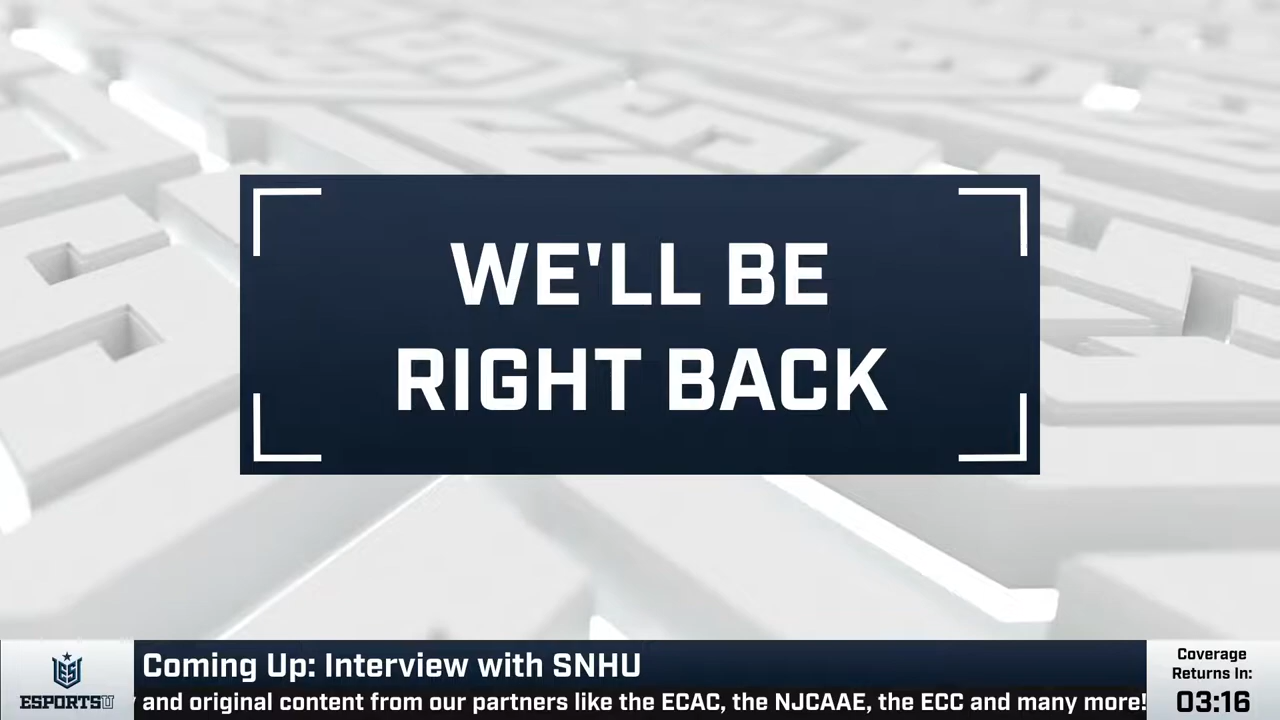 WE'LL BE
RIGHT BACK
ESPORTSU
Coming Up: Interview with SNHU
and original content from our partners like the ECAC, the NJCAAE, the ECC and many more!
Coverage
Returns In:
03:16